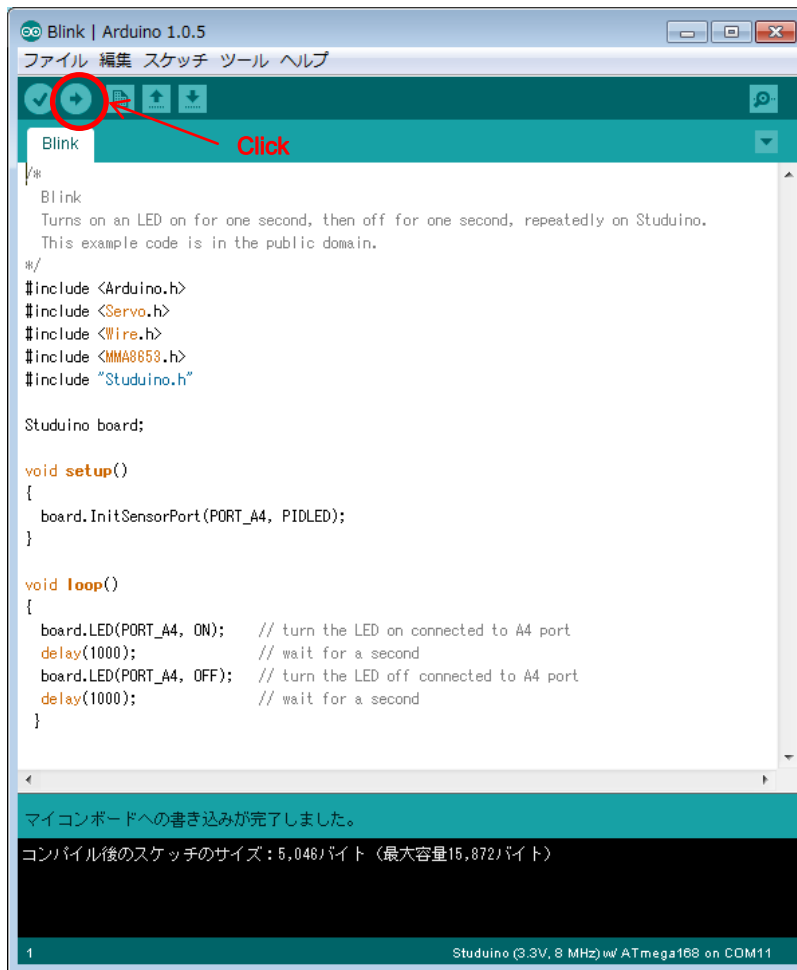 Blink | Arduino 1.0.5
ファイル 編集 スケッチ ツール ヘルプ
Click
Blink
/*
  Blink
  Turns on an LED on for one second, then off for one second, repeatedly on Studuino.
  This example code is in the public domain.
*/
#include <Arduino.h>
#include <Servo.h>
#include <Wire.h>
#include <MMA8653.h>
#include "Studuino.h"

Studuino board;

void setup()
{
  board.InitSensorPort(PORT_A4, PIDLED);
}

void loop()
{
  board.LED(PORT_A4, ON);    // turn the LED on connected to A4 port
  delay(1000);               // wait for a second
  board.LED(PORT_A4, OFF);   // turn the LED off connected to A4 port
  delay(1000);               // wait for a second
 }
マイコンボードへの書き込みが完了しました。
コンパイル後のスケッチのサイズ：5,046バイト（最大容量15,872バイト）
1 Studuino (3.3V, 8 MHz) w/ ATmega168 on COM11